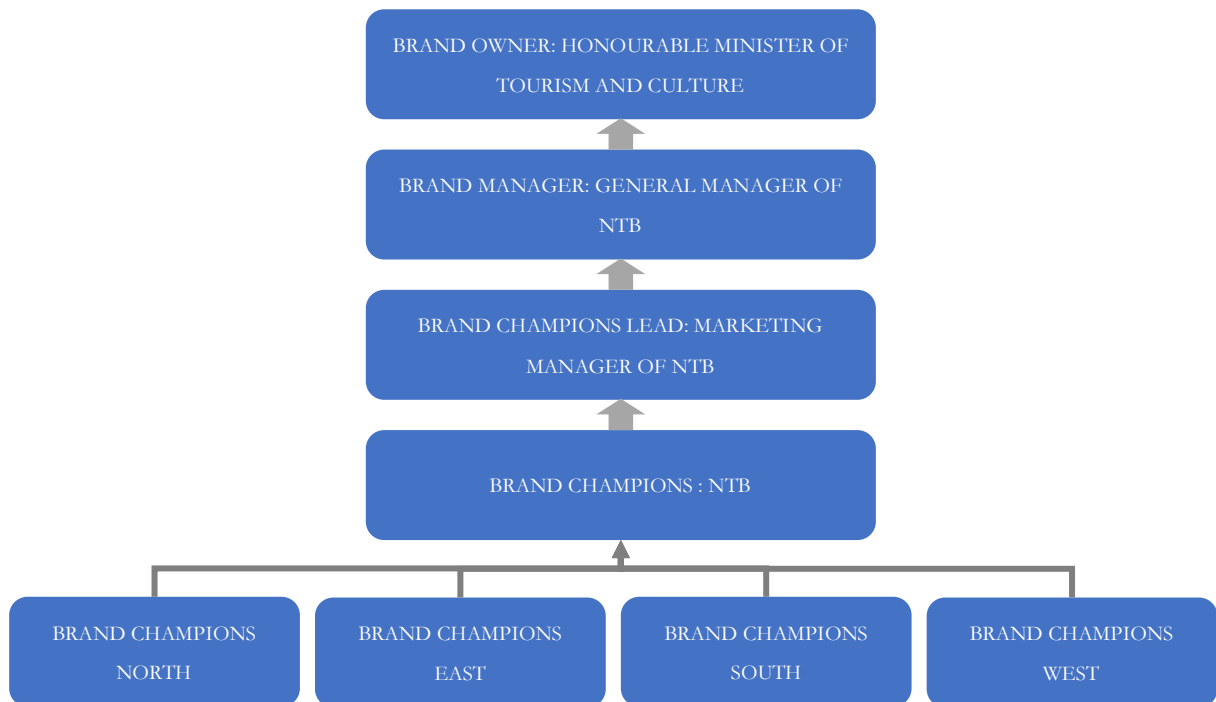 BRAND OWNER: HONOURABLE MINISTER OF
TOURISM AND CULTURE
BRAND MANAGER: GENERAL MANAGER OF
NTB
BRAND CHAMPIONS LEAD: MARKETING
MANAGER OF NTB
BRAND CHAMPIONS : NTB
BRAND CHAMPIONS
NORTH
BRAND CHAMPIONS
EAST
BRAND CHAMPIONS
SOUTH
BRAND CHAMPIONS
WEST